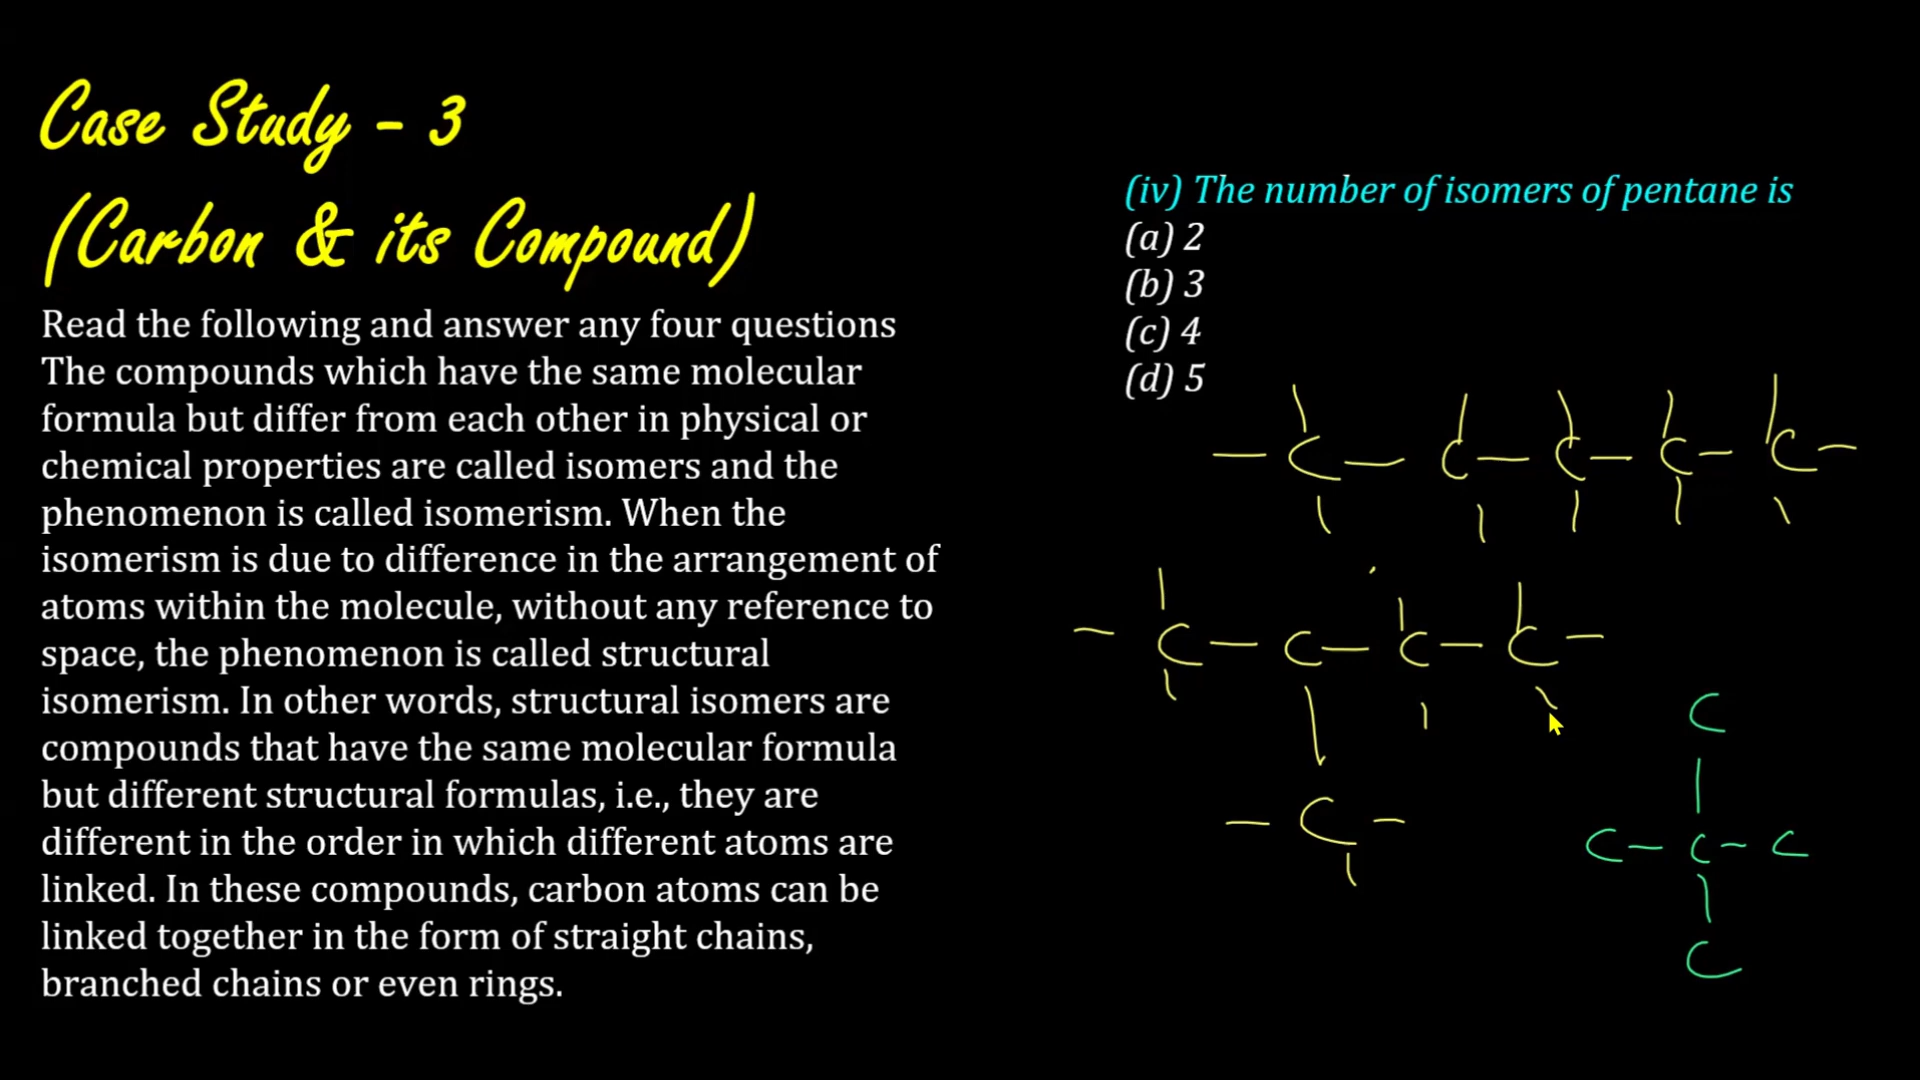 Case Study - 3
(Carbon & its Compound)
Read the following and answer any four questions
The compounds which have the same molecular
formula but differ from each other in physical or
chemical properties are called isomers and the
phenomenon is called isomerism. When the
isomerism is due to difference in the arrangement of
atoms within the molecule, without any reference to
space, the phenomenon is called structural
isomerism. In other words, structural isomers are
compounds that have the same molecular formula
but different structural formulas, i.e., they are
different in the order in which different atoms are
linked. In these compounds, carbon atoms can be
linked together in the form of straight chains,
branched chains or even rings.
(iv) The number of isomers of pentane is
(a) 2
(b) 3
(c) 4
(d) 5
— C — C — C — C — C —
— C — C — C — C —
— C —
C
C — C — C
C